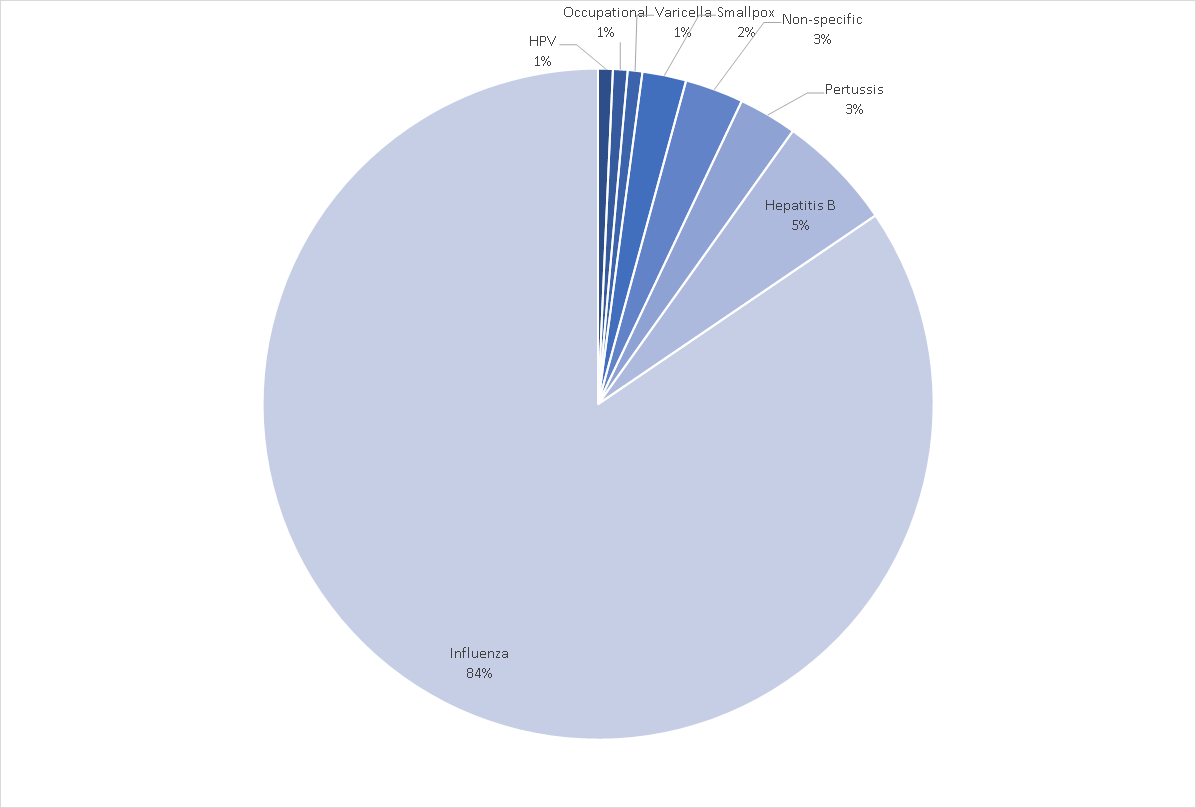 HPV
1%
Occupational
1%
Varicella
1%
Smallpox
2%
Non-specific
3%
Pertussis
3%
Hepatitis B
5%
Influenza
84%